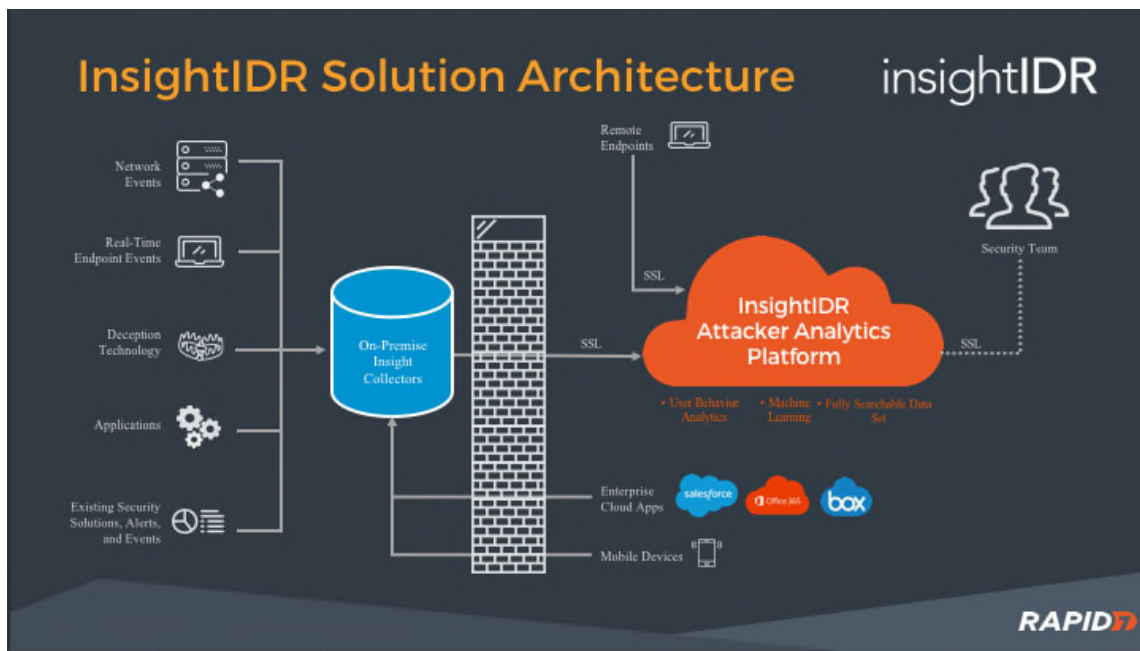 InsightIDR Solution Architecture
insightIDR
Network
Events
Real-Time
Endpoint Events
Deception
Technology
Applications
Existing Security
Solutions, Alerts,
and Events
On-Premise
Insight
Collectors
SSL
Remote
Endpoints
SSL
InsightIDR
Attacker Analytics
Platform
• User Behavior
Analytics
• Machine
Learning
• Fully Searchable Data
Set
SSL
Security Team
Enterprise
Cloud Apps
salesforce
Office 365
box
Mobile Devices
RAPID7